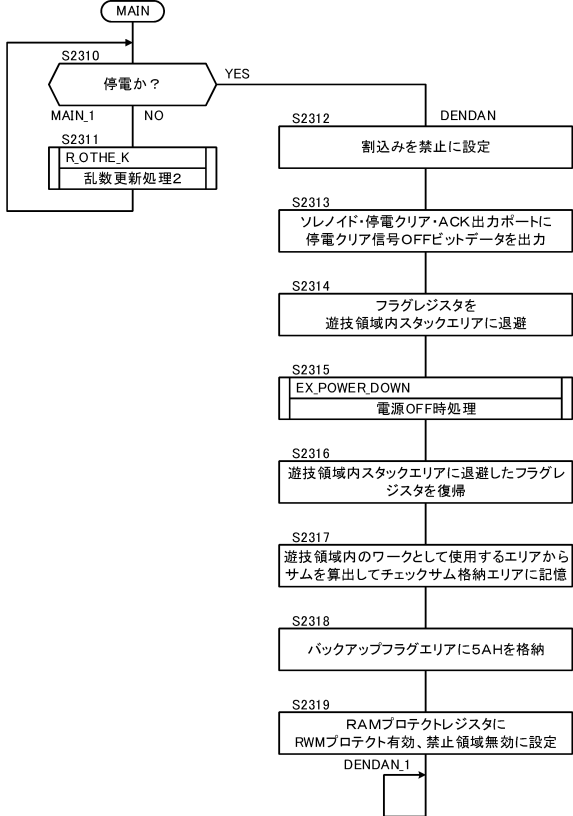 MAIN
S2310
停電か？
YES
MAIN_1
NO
S2311
R_OTHE_K
乱数更新処理２
S2312
DENDAN
割込みを禁止に設定
S2313
ソレノイド・停電クリア・ACK出力ポートに
停電クリア信号OFFビットデータを出力
S2314
フラグレジスタを
遊技領域内スタックエリアに退避
S2315
EX_POWER_DOWN
電源OFF時処理
S2316
遊技領域内スタックエリアに退避したフラグレ
ジスタを復帰
S2317
遊技領域内のワークとして使用するエリアから
サムを算出してチェックサム格納エリアに記憶
S2318
バックアップフラグエリアに５AHを格納
S2319
RAMプロテクトレジスタに
RWMプロテクト有効、禁止領域無効に設定
DENDAN_1